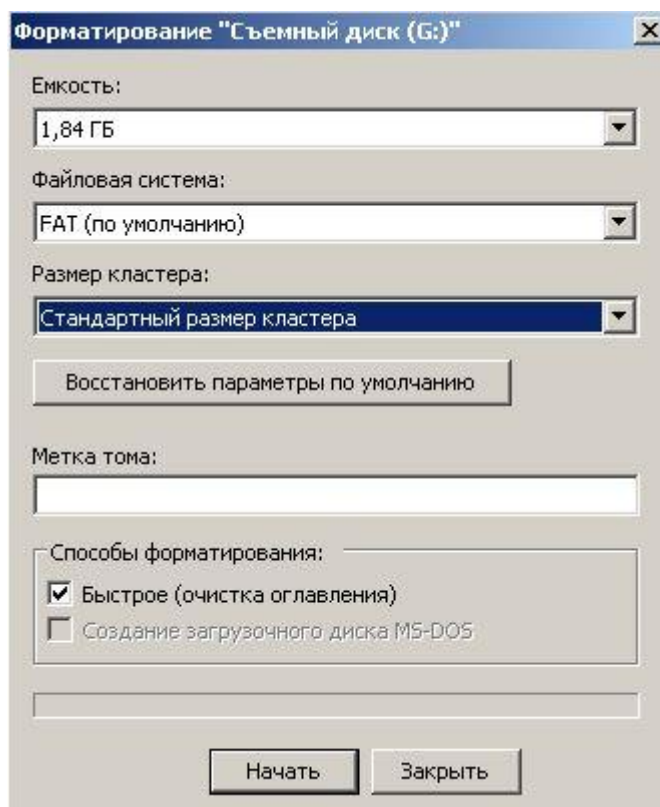 Форматирование "Съемный диск (G:)"
Емкость:
1,84 ГБ
Файловая система:
FAT (по умолчанию)
Размер кластера:
Стандартный размер кластера
Восстановить параметры по умолчанию
Метка тома:
Способы форматирования:
Быстрое (очистка оглавления)
Создание загрузочного диска MS-DOS
Начать Закрыть